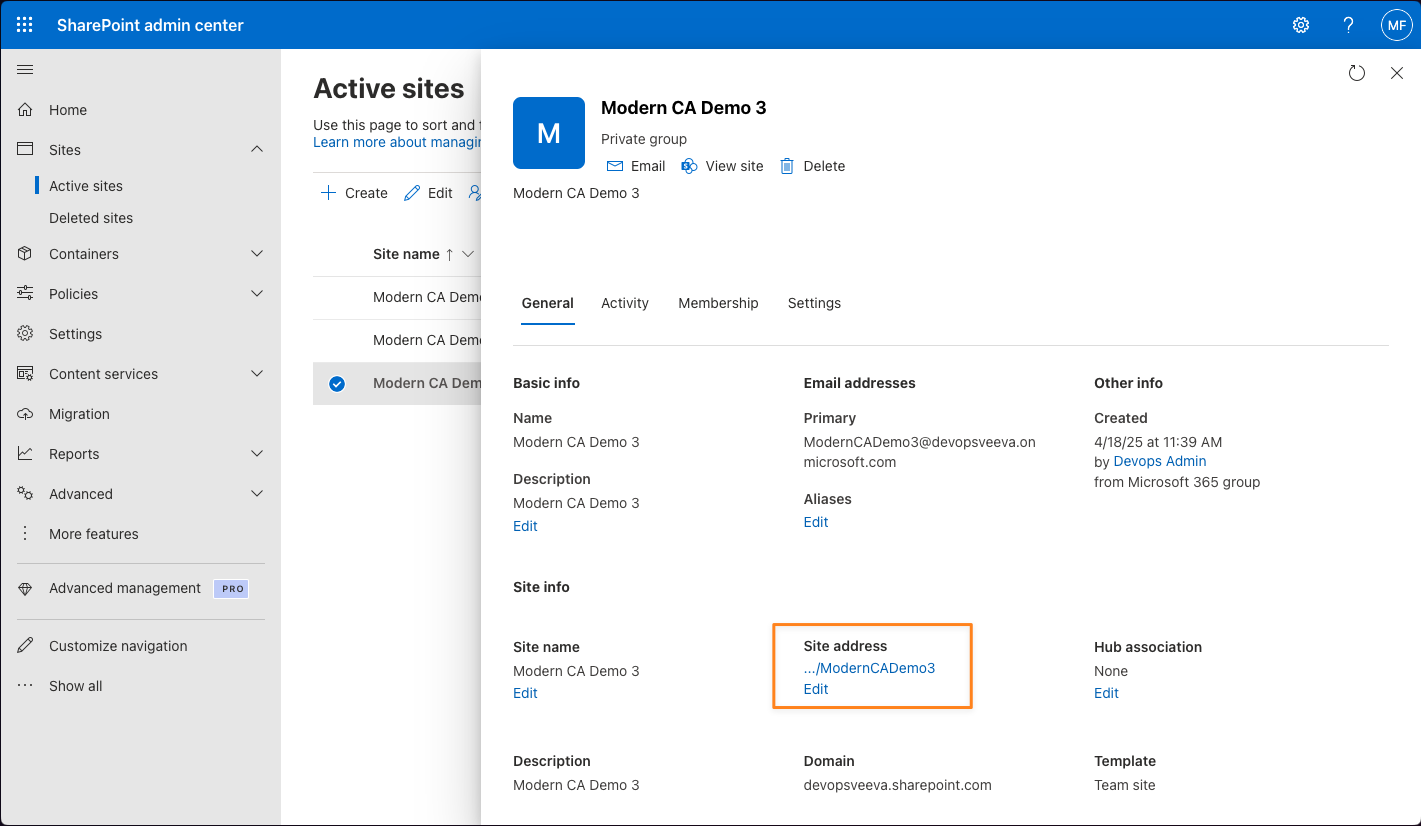 SharePoint admin center
?
MF
Home
Sites
Active sites
Deleted sites
Containers
Policies
Settings
Content services
Migration
Reports
Advanced
More features
Advanced management PRO
Customize navigation
Show all
Active sites
Use this page to sort and
Learn more about managin
Create Edit
Site name ↑
Modern CA Demo
Modern CA Demo
Modern CA Dem
M
Modern CA Demo 3
Private group
Email View site Delete
Modern CA Demo 3
General Activity Membership Settings
Basic info
Name
Modern CA Demo 3
Description
Modern CA Demo 3
Edit
Email addresses
Primary
ModernCADemo3@devopsveeva.on
microsoft.com
Aliases
Edit
Other info
Created
4/18/25 at 11:39 AM
by Devops Admin
from Microsoft 365 group
Site info
Site name
Modern CA Demo 3
Edit
Site address
.../ModernCADemo3
Edit
Hub association
None
Edit
Description
Modern CA Demo 3
Domain
devopsveeva.sharepoint.com
Template
Team site